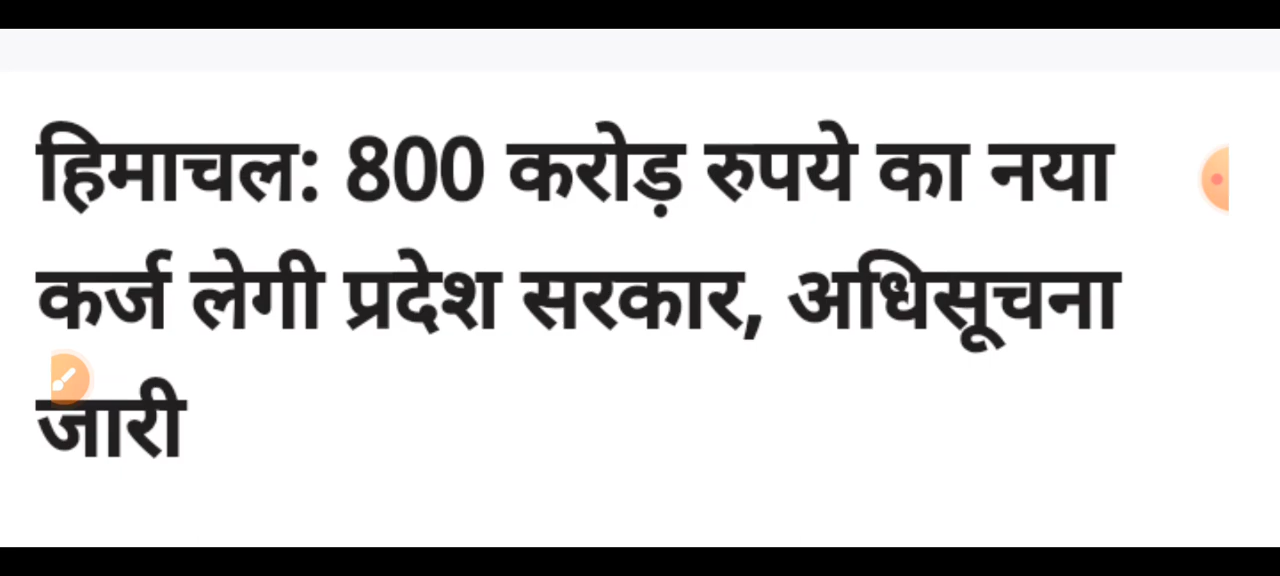 हिमाचल: 800 करोड़ रुपये का नया
कर्ज लेगी प्रदेश सरकार, अधिसूचना
जारी